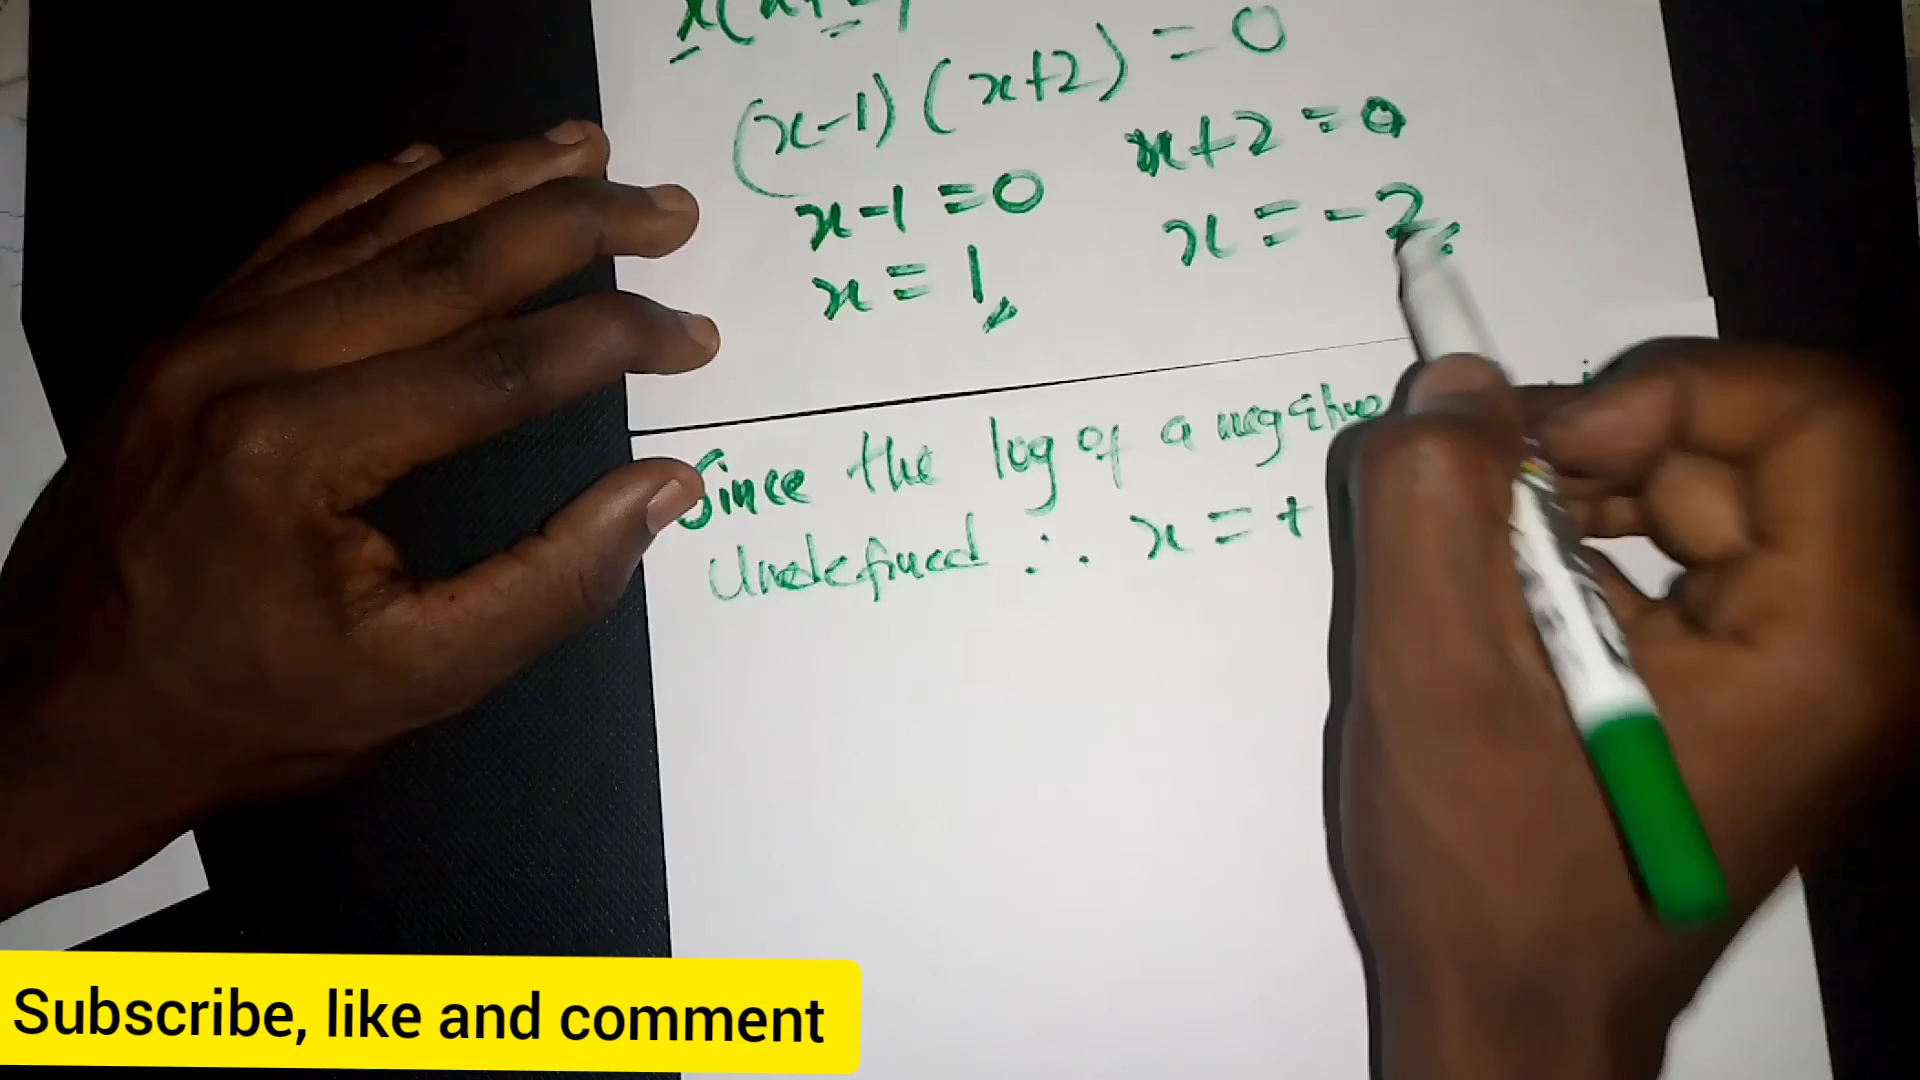 (x-1)(x+2) = 0
x-1 = 0 x+2 = 0
x = 1 x = -2
Since the log of a negative
Undefined ∴ x = +
Subscribe, like and comment